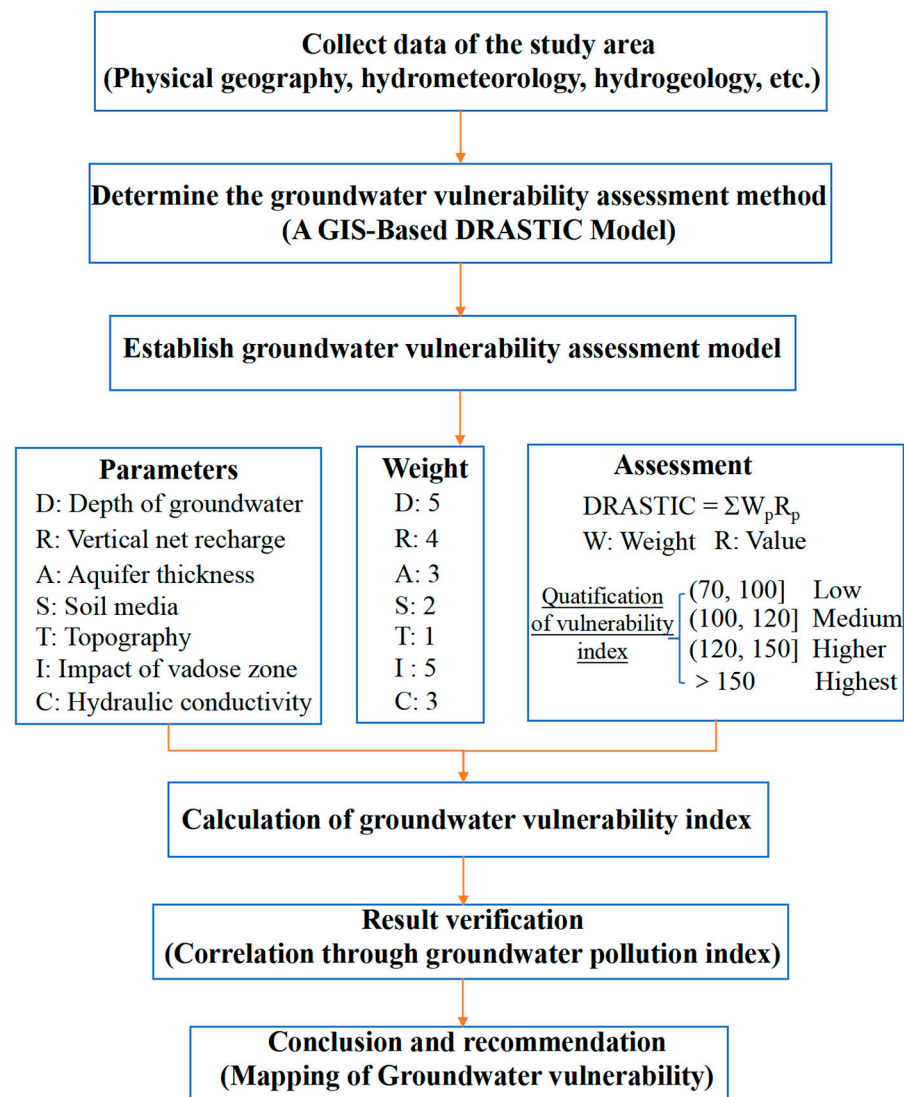 Collect data of the study area
(Physical geography, hydrometeorology, hydrogeology, etc.)
Determine the groundwater vulnerability assessment method
(A GIS-Based DRASTIC Model)
Establish groundwater vulnerability assessment model
Parameters
D: Depth of groundwater
R: Vertical net recharge
A: Aquifer thickness
S: Soil media
T: Topography
I: Impact of vadose zone
C: Hydraulic conductivity
Weight
D: 5
R: 4
A: 3
S: 2
T: 1
I : 5
C: 3
Assessment
DRASTIC = ΣWpRp
W: Weight R: Value
Quatification
of vulnerability
index
(70, 100] Low
(100, 120] Medium
(120, 150] Higher
> 150 Highest
Calculation of groundwater vulnerability index
Result verification
(Correlation through groundwater pollution index)
Conclusion and recommendation
(Mapping of Groundwater vulnerability)